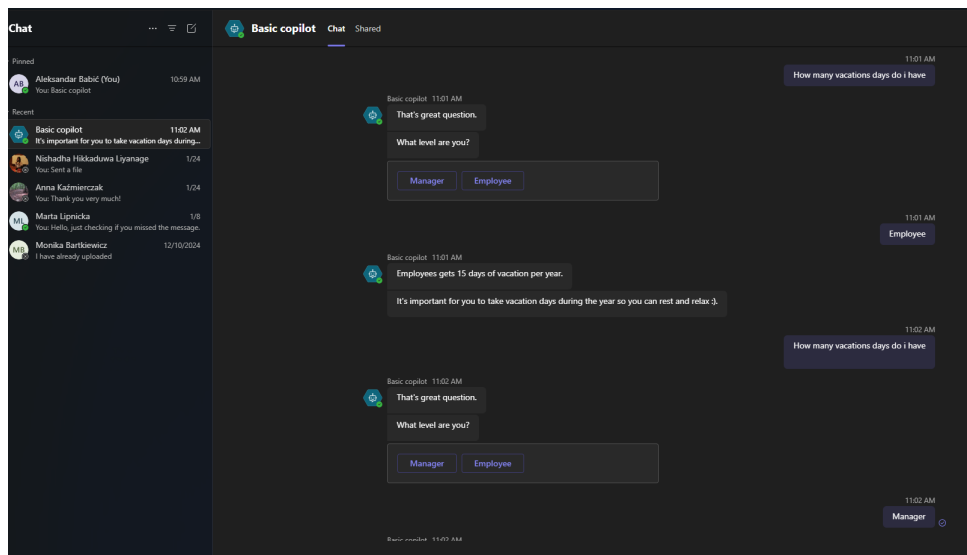 Chat
Pinned
AB
Aleksandar Babić (You) 10:59 AM
You: Basic copilot
Recent
Basic copilot 11:02 AM
It's important for you to take vacation days during...
Nishadha Hikkaduwa Liyanage 1/24
You: Sent a file
Anna Kaźmierczak 1/24
You: Thank you very much!
ML
Marta Lipnicka 1/8
You: Hello, just checking if you missed the message.
MB
Monika Bartkiewicz 12/10/2024
I have already uploaded
Basic copilot Chat Shared
11:01 AM
How many vacations days do i have
Basic copilot 11:01 AM
That's great question.
What level are you?
Manager Employee
11:01 AM
Employee
Basic copilot 11:01 AM
Employees gets 15 days of vacation per year.
It's important for you to take vacation days during the year so you can rest and relax :).
11:02 AM
How many vacations days do i have
Basic copilot 11:02 AM
That's great question.
What level are you?
Manager Employee
11:02 AM
Manager
Basic copilot 11:02 AM